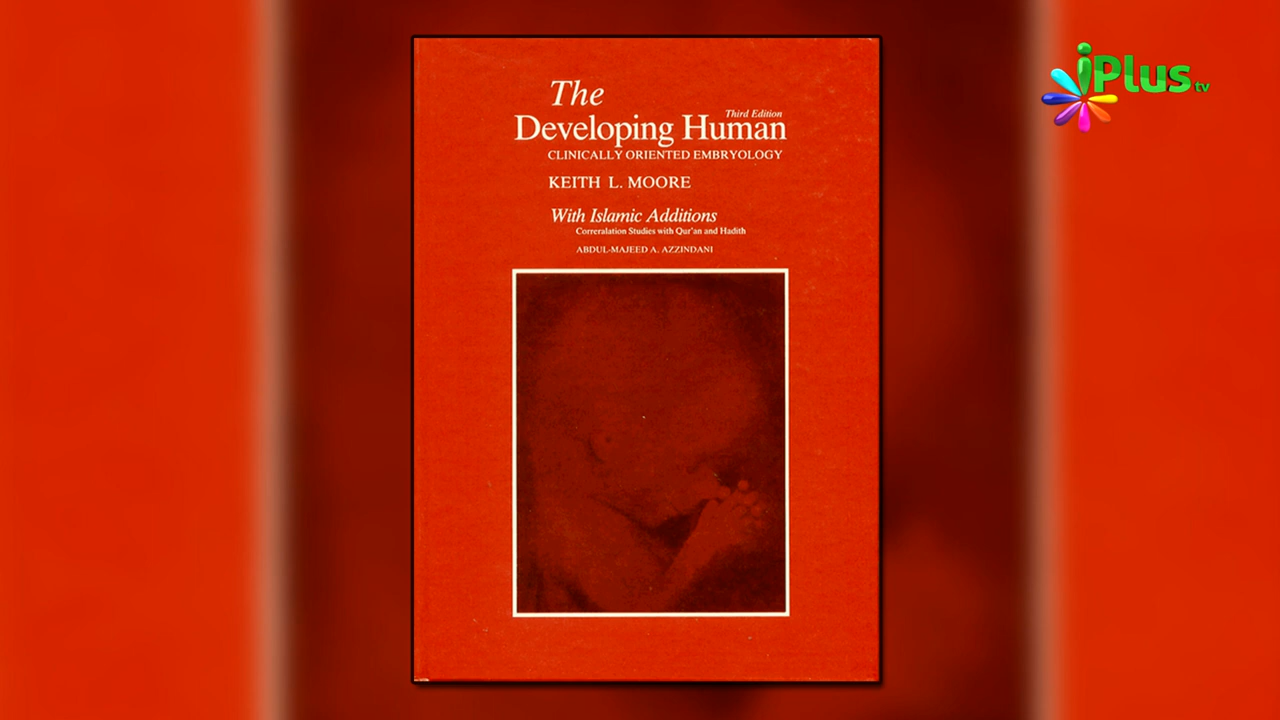 The
Third Edition
Developing Human
CLINICALLY ORIENTED EMBRYOLOGY
KEITH L. MOORE
With Islamic Additions
Correralation Studies with Qur'an and Hadith
ABDUL-MAJEED A. AZZINDANI
iPlus tv